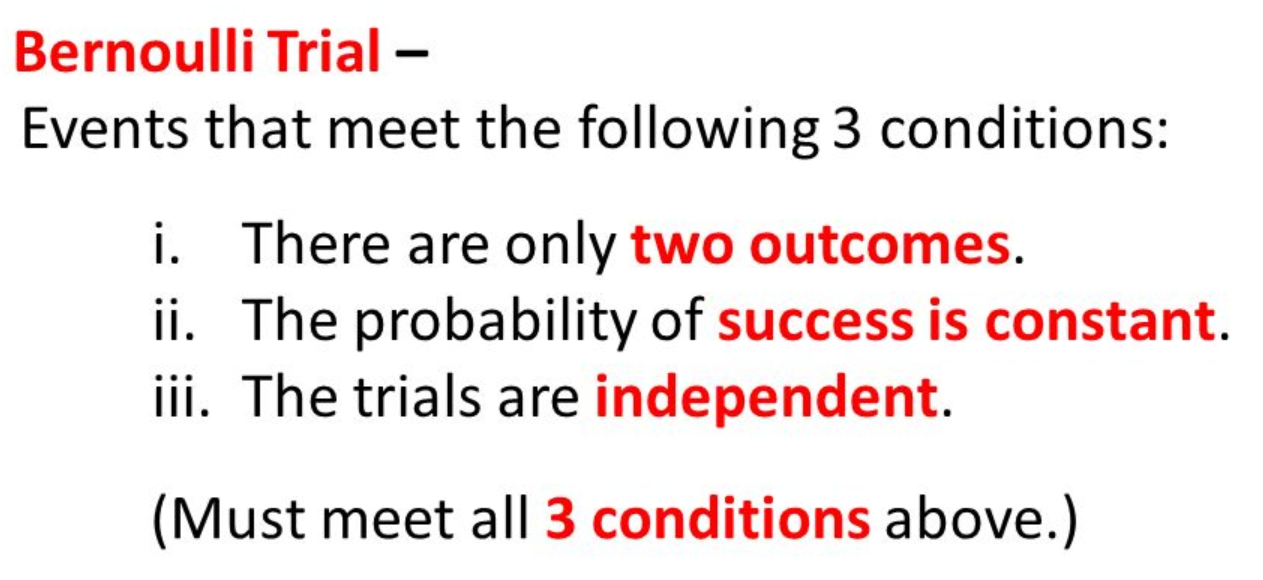 Bernoulli Trial –
Events that meet the following 3 conditions:
i. There are only two outcomes.
ii. The probability of success is constant.
iii. The trials are independent.
(Must meet all 3 conditions above.)